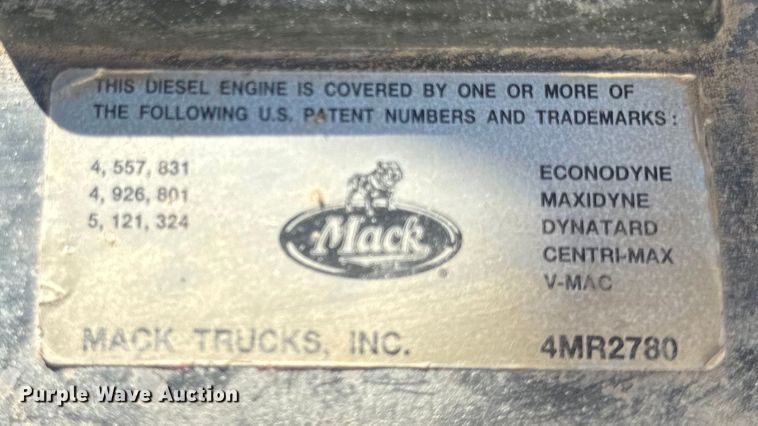 THIS DIESEL ENGINE IS COVERED BY ONE OR MORE OF
THE FOLLOWING U.S. PATENT NUMBERS AND TRADEMARKS:
4, 557, 831
4, 926, 801
5, 121, 324
Mack
®
ECONODYNE
MAXIDYNE
DYNATARD
CENTRI-MAX
V-MAC
MACK TRUCKS, INC.
4MR2780
Purple Wave Auction